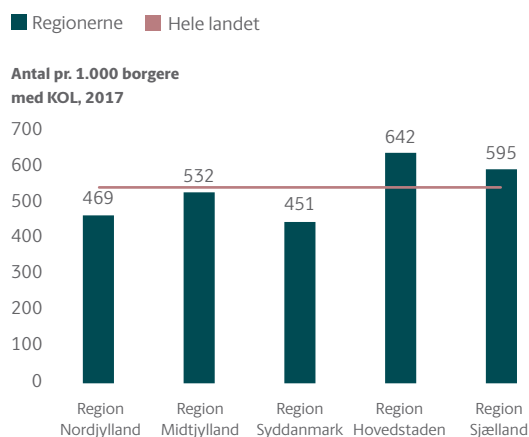 Regionerne Hele landet
Antal pr. 1.000 borgere
med KOL, 2017
700
600
500
400
300
200
100
0
469
532
451
642
595
Region Region Region Region Region
Nordjylland Midtjylland Syddanmark Hovedstaden Sjælland